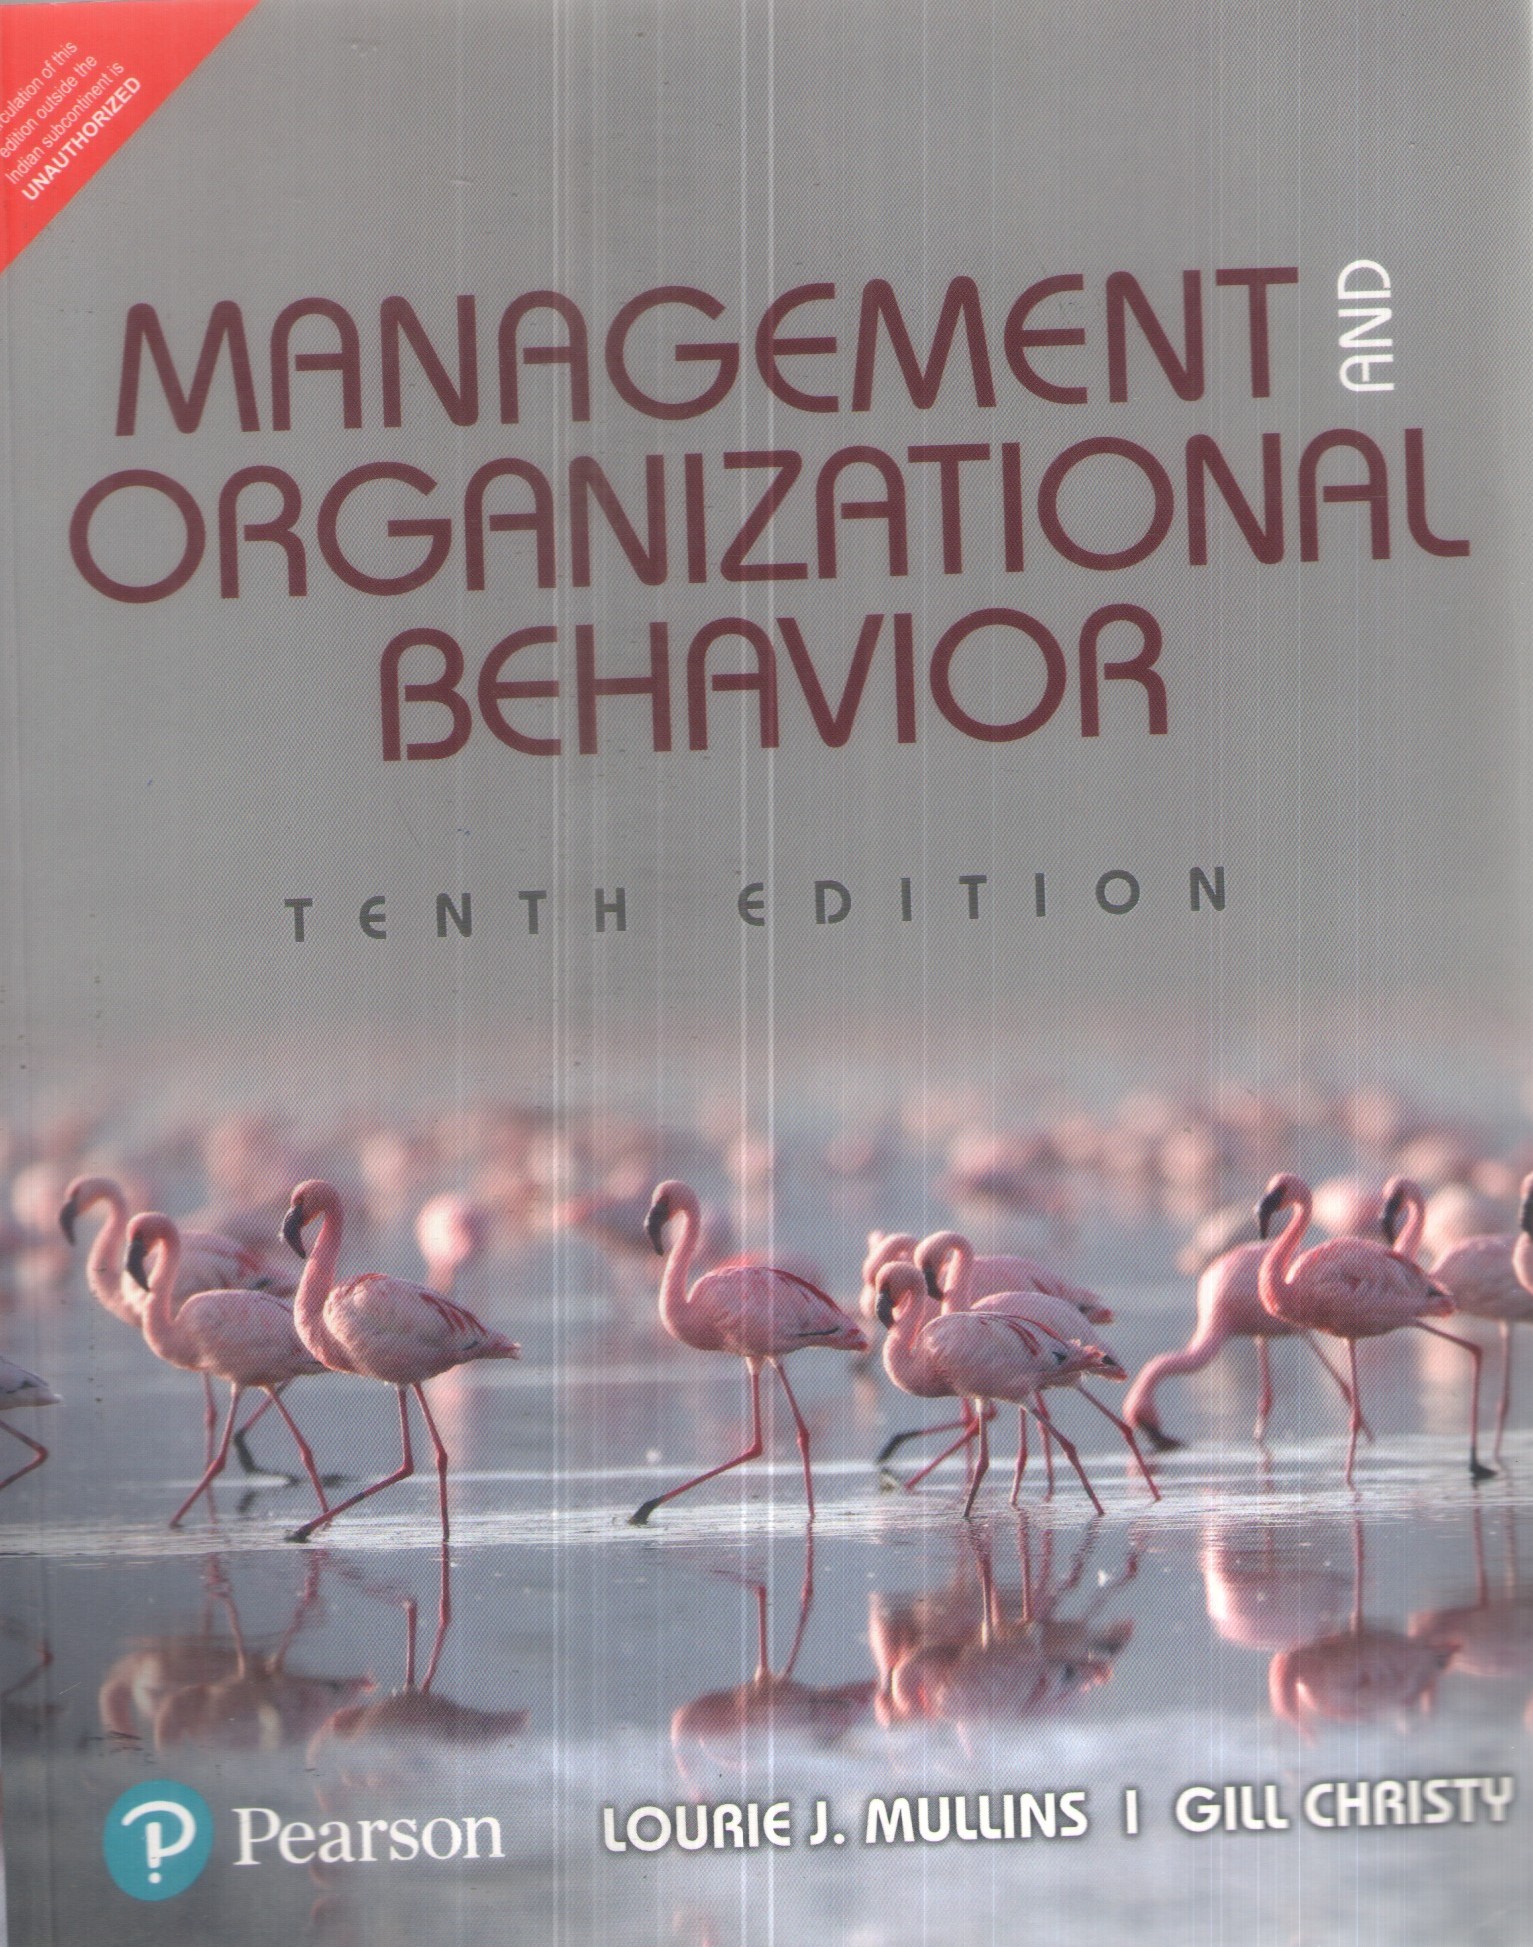 culation of this
edition outside the
Indian subcontinent is
UNAUTHORIZED
MANAGEMENT AND
ORGANIZATIONAL
BEHAVIOR
TENTH EDITION
Pearson
LOURIE J. MULLINS | GILL CHRISTY